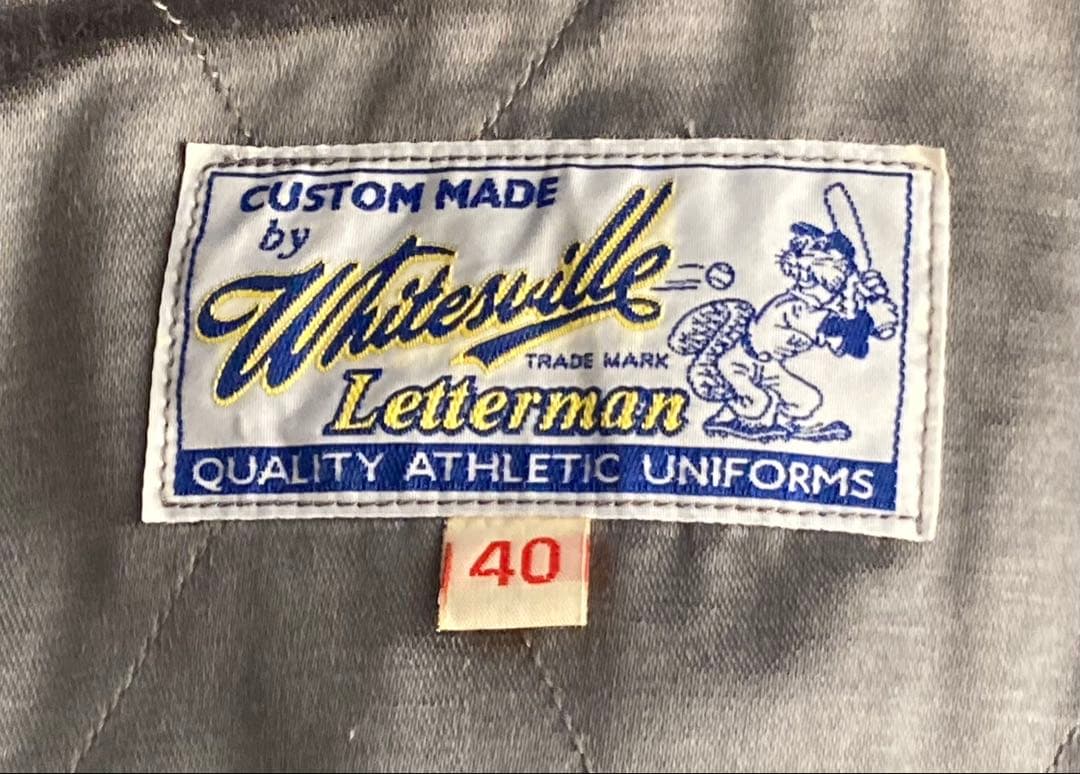 CUSTOM MADE
by
Whitesville
TRADE MARK
Letterman
QUALITY ATHLETIC UNIFORMS
40